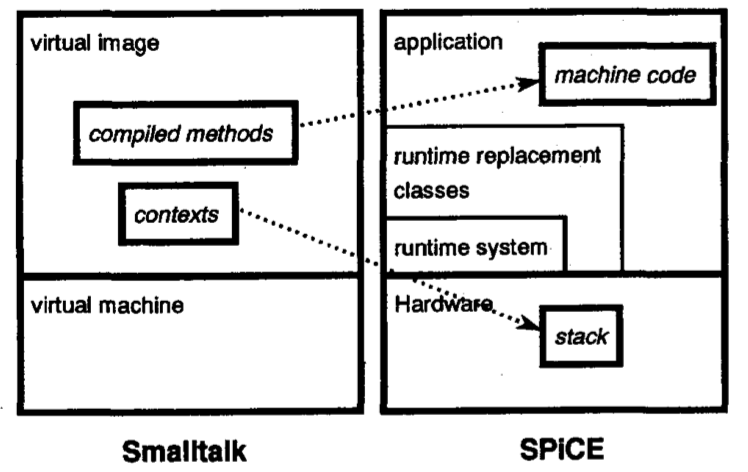 virtual image
compiled methods
contexts
virtual machine
Smalltalk
application
machine code
runtime replacement
classes
runtime system
Hardware
stack
SPiCE